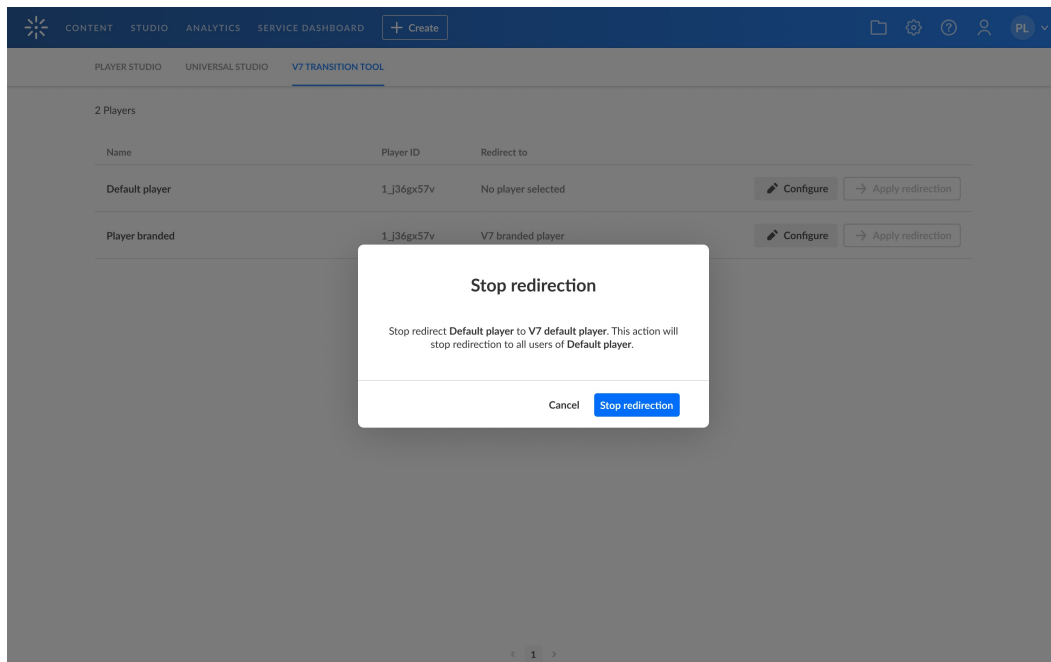 CONTENT STUDIO ANALYTICS SERVICE DASHBOARD + Create PL
PLAYER STUDIO UNIVERSAL STUDIO V7 TRANSITION TOOL
2 Players
Name Player ID Redirect to
Default player 1_j36gx57v No player selected Configure → Apply redirection
Player branded 1_j36gx57v V7 branded player Configure → Apply redirection
Stop redirection
Stop redirect Default player to V7 default player. This action will
stop redirection to all users of Default player.
Cancel Stop redirection
< 1 >